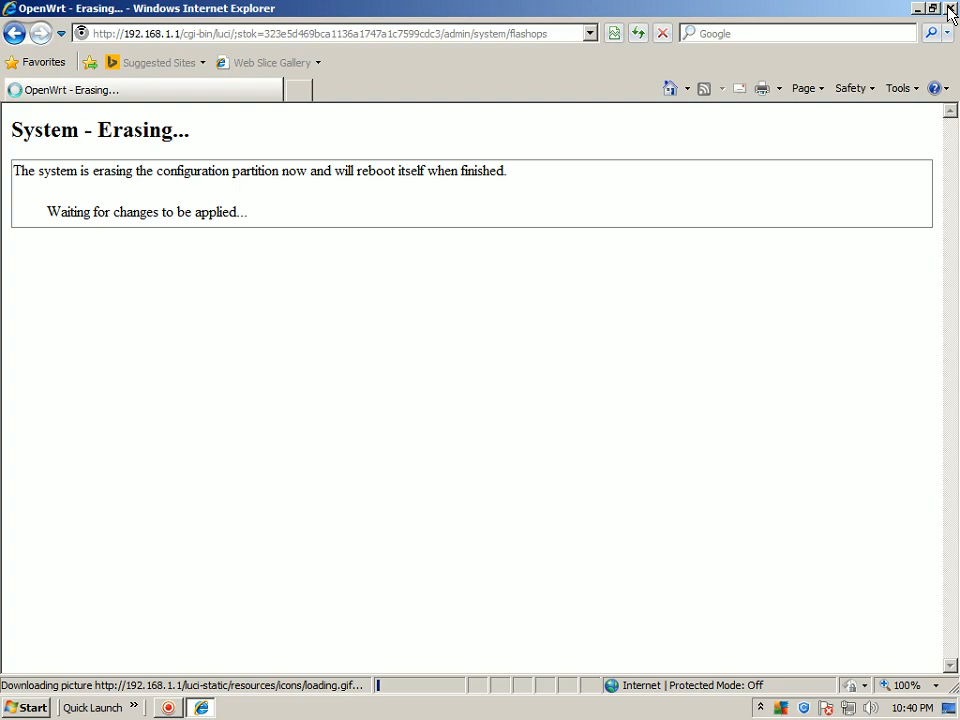 OpenWrt - Erasing... - Windows Internet Explorer
http://192.168.1.1/cgi-bin/luci/;stok=323e5d469bca1136a1747a1c7599cdc3/admin/system/flashops
Google
Favorites
Suggested Sites
Web Slice Gallery
OpenWrt - Erasing...
Page
Safety
Tools
System - Erasing...
The system is erasing the configuration partition now and will reboot itself when finished.
Waiting for changes to be applied...
Downloading picture http://192.168.1.1/luci-static/resources/icons/loading.gif...
Internet | Protected Mode: Off
100%
Start
Quick Launch
10:40 PM